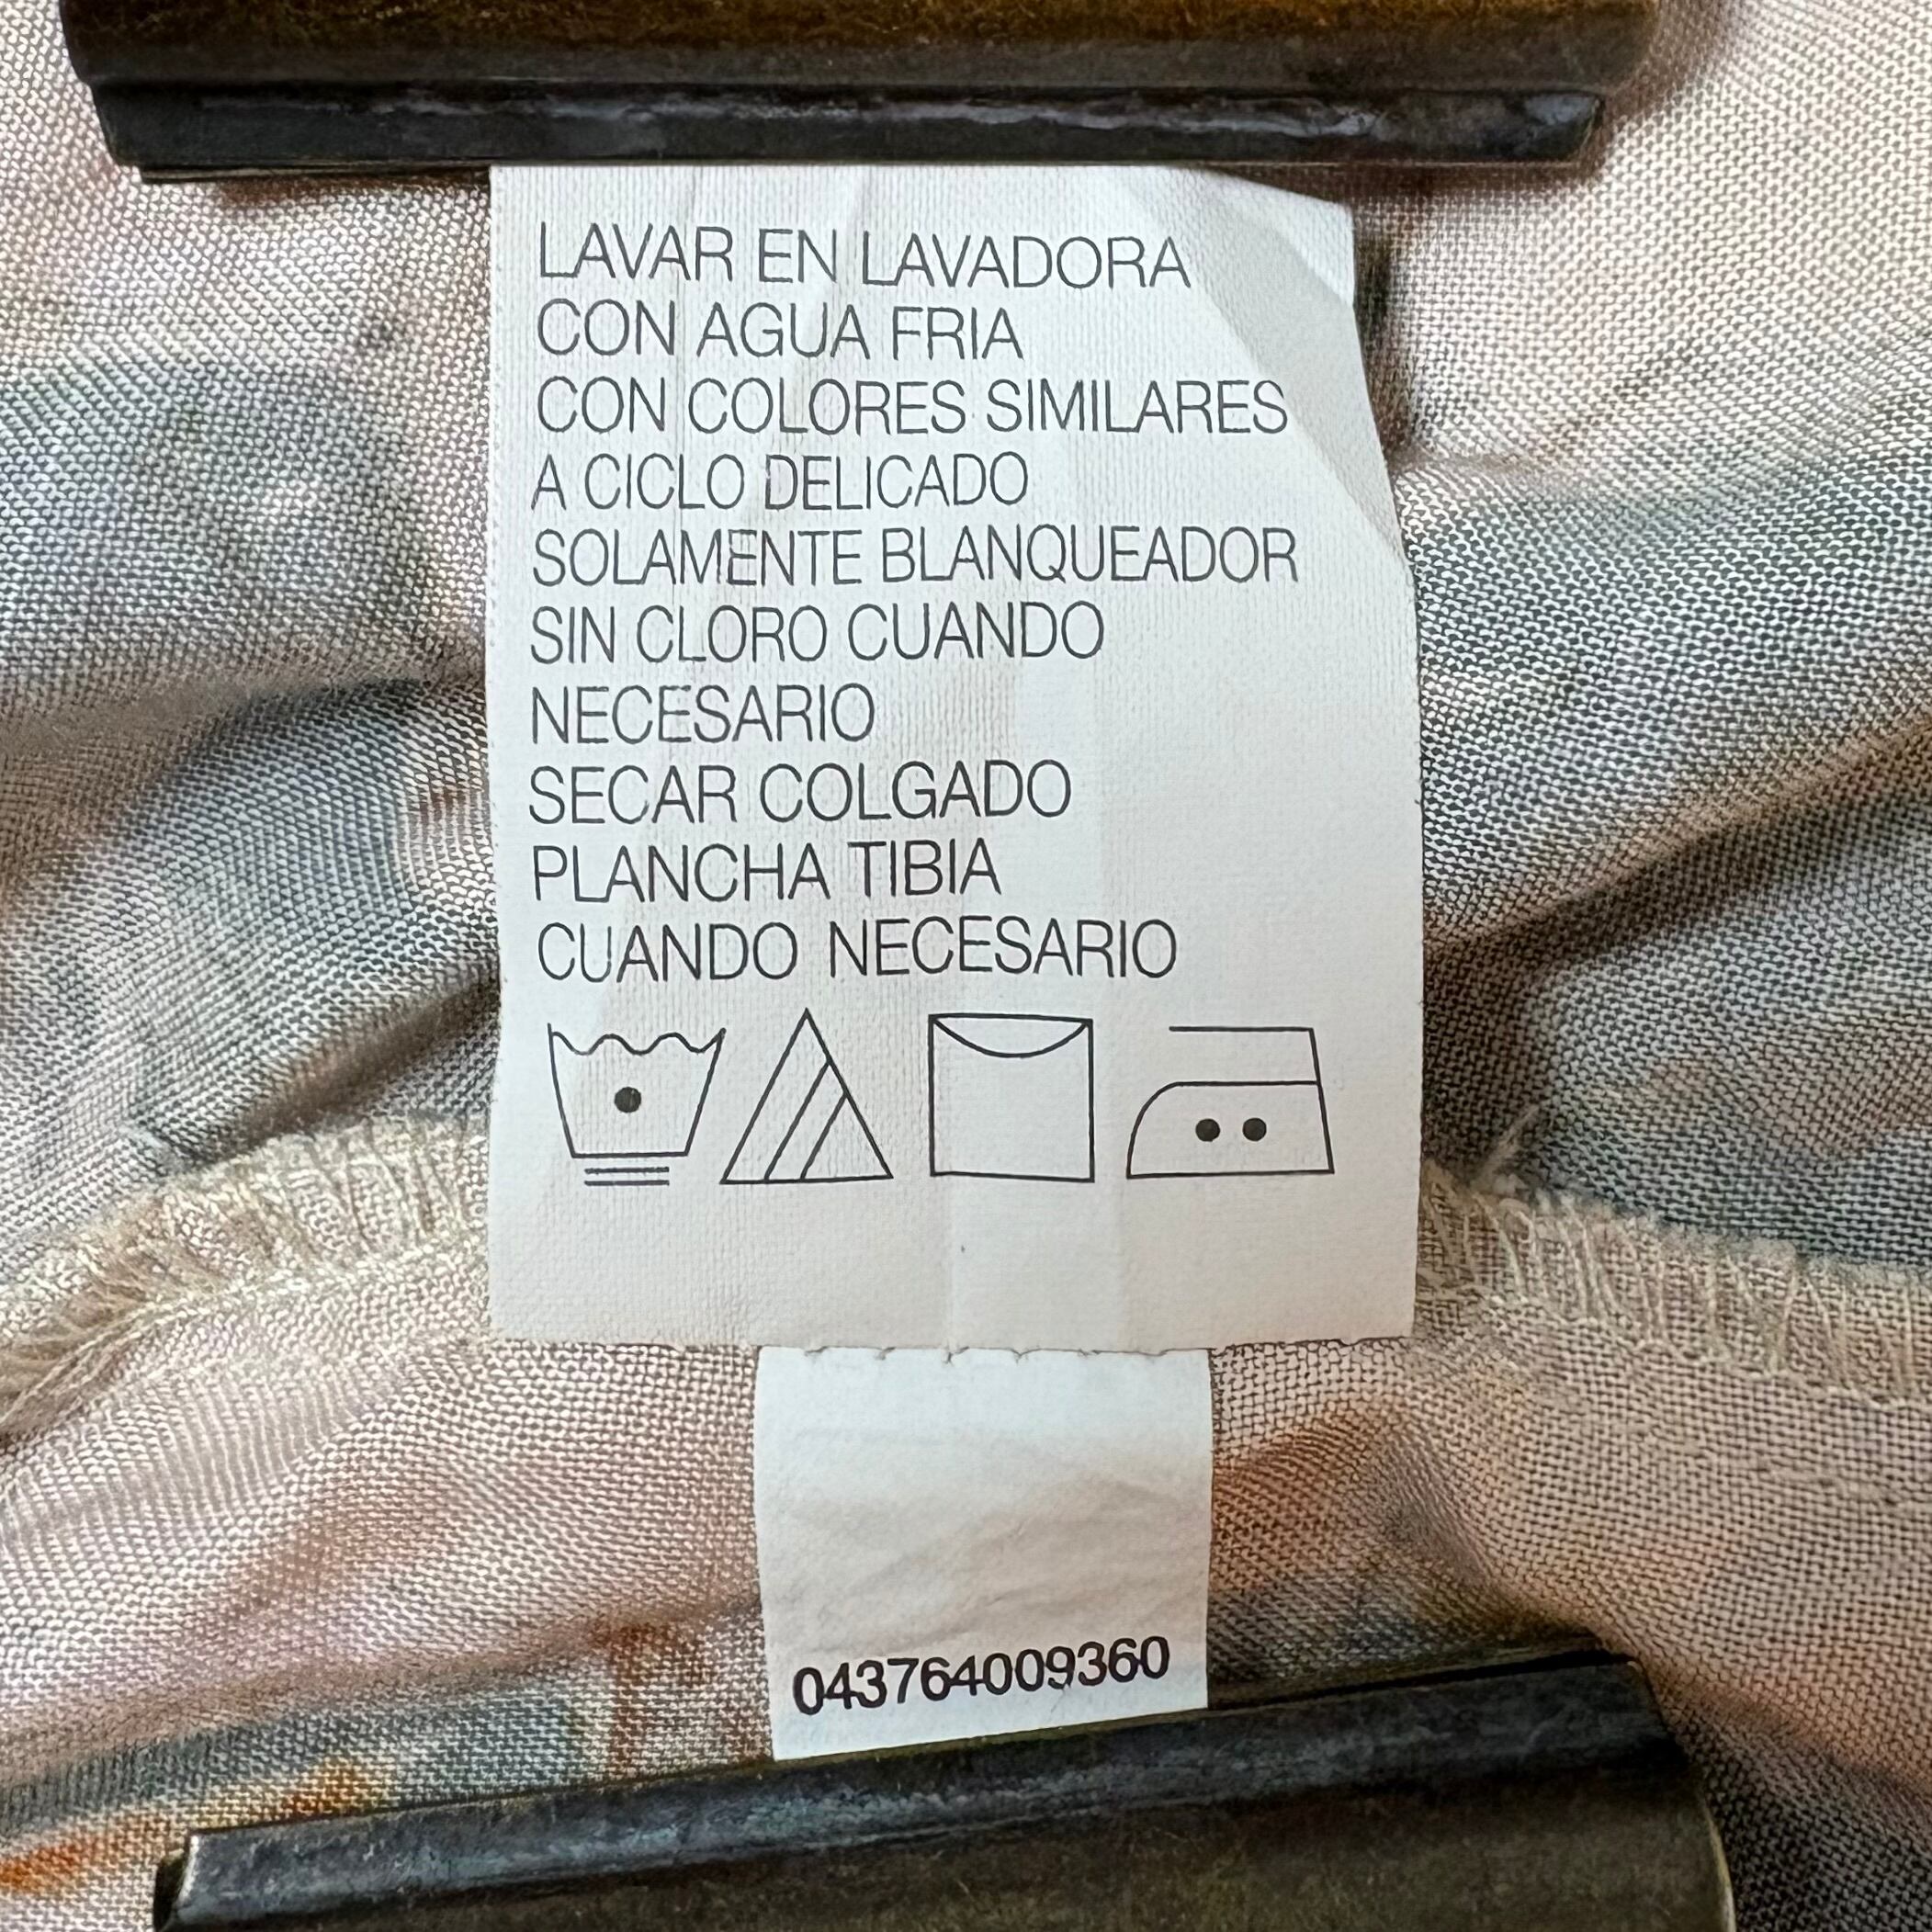 LAVAR EN LAVADORA
CON AGUA FRIA
CON COLORES SIMILARES
A CICLO DELICADO
SOLAMENTE BLANQUEADOR
SIN CLORO CUANDO
NECESARIO
SECAR COLGADO
PLANCHA TIBIA
CUANDO NECESARIO
043764009360